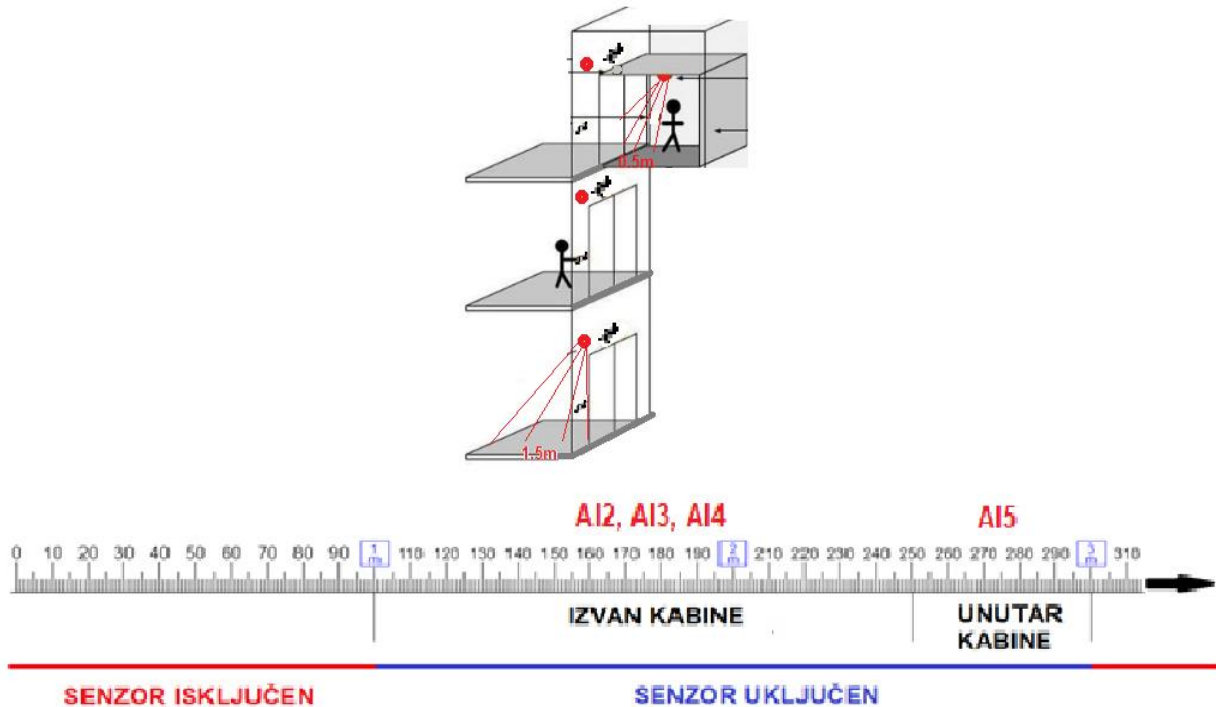 0.5m
1.5m
AI2, AI3, AI4
AI5
0 10 20 30 40 50 60 70 80 90 1 m 110 120 130 140 150 160 170 180 190 2 m 210 220 230 240 250 260 270 280 290 3 m 310
IZVAN KABINE
UNUTAR
KABINE
SENZOR ISKLJUČEN
SENZOR UKLJUČEN